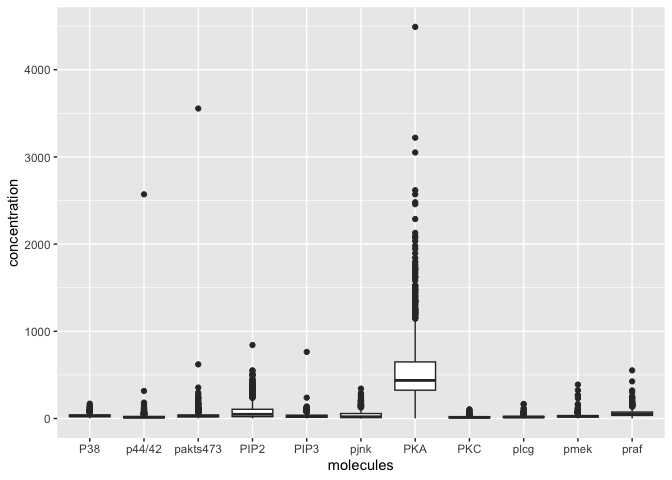 concentration
4000
3000
2000
1000
0
P38 p44/42 pakts473 PIP2 PIP3 pjnk PKA PKC plcg pmek praf
molecules